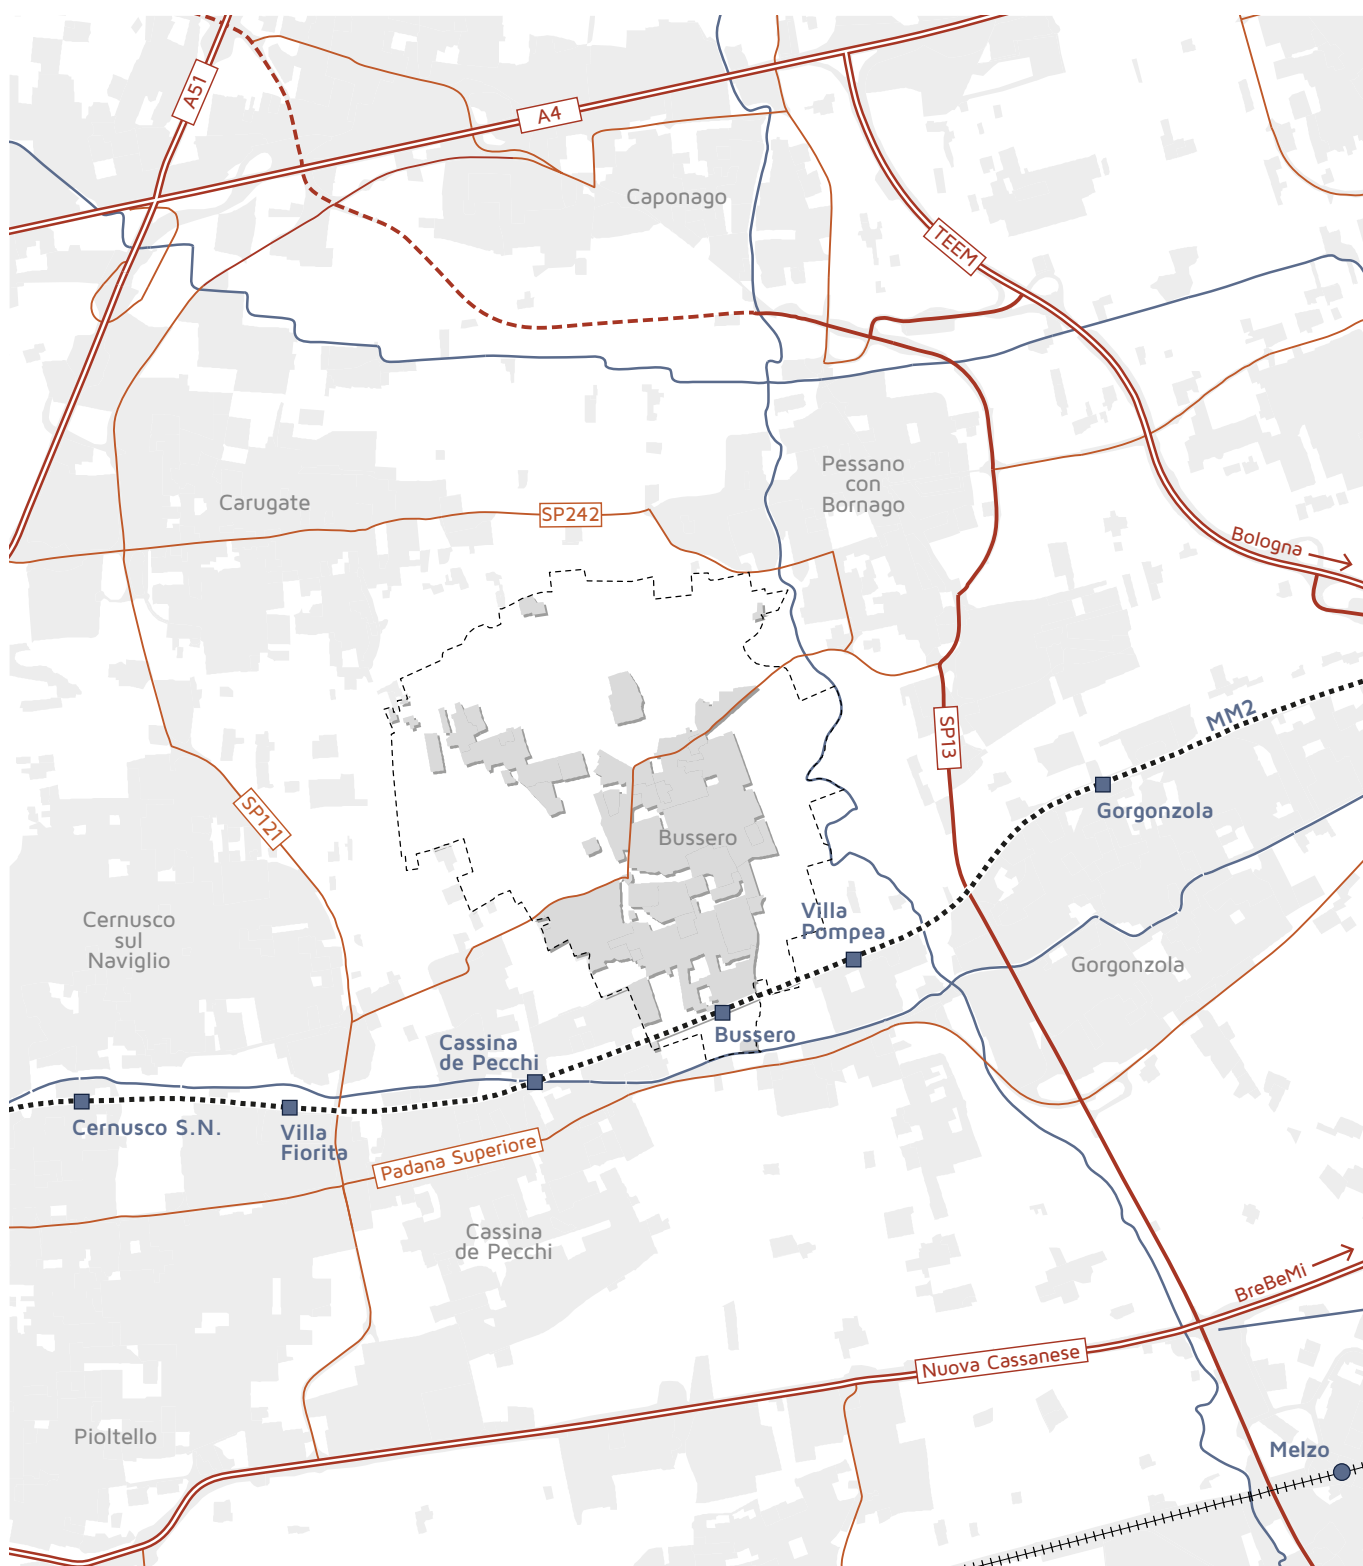 A51
A4
Caponago
TEEM
Pessano
con
Bornago
Carugate
SP242
Bologna
MM2
SP13
Gorgonzola
SP121
Bussero
Villa
Pompea
Cernusco
sul
Naviglio
Gorgonzola
Bussero
Cassina
de Pecchi
Cernusco S.N.
Villa
Fiorita
Padana Superiore
Cassina
de Pecchi
BreBeMi
Nuova Cassanese
Pioltello
Melzo